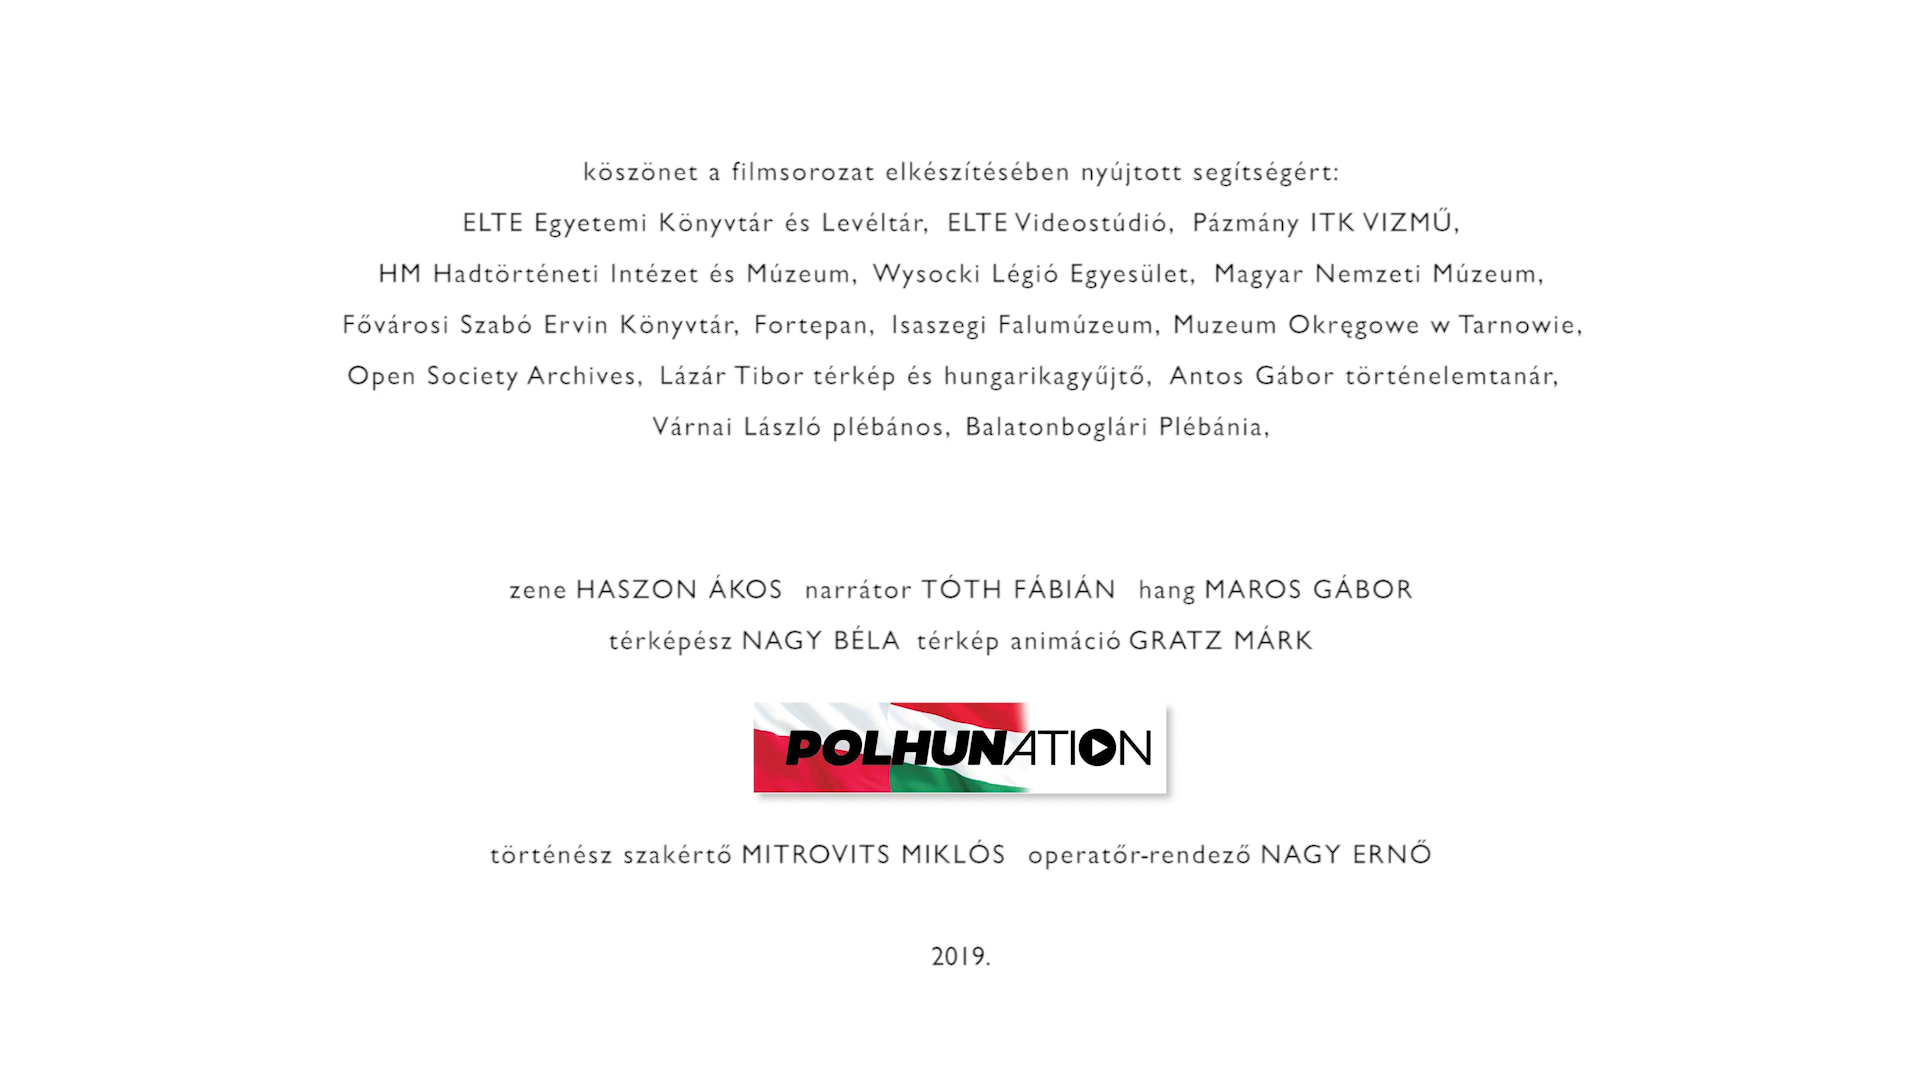 köszönet a filmsorozat elkészítésében nyújtott segítségért:
ELTE Egyetemi Könyvtár és Levéltár, ELTE Videostúdió, Pázmány ITK VIZMŰ,
HM Hadtörténeti Intézet és Múzeum, Wysocki Légió Egyesület, Magyar Nemzeti Múzeum,
Fővárosi Szabó Ervin Könyvtár, Fortepan, Isaszegi Falumúzeum, Muzeum Okręgowe w Tarnowie,
Open Society Archives, Lázár Tibor térkép és hungarikagyűjtő, Antos Gábor történelemtanár,
Várnai László plébános, Balatonboglári Plébánia,
zene HASZON ÁKOS narrátor TÓTH FÁBIÁN hang MAROS GÁBOR
térképész NAGY BÉLA térkép animáció GRATZ MÁRK
POLHUNATION
történész szakértő MITROVITS MIKLÓS operatőr-rendező NAGY ERNŐ
2019.